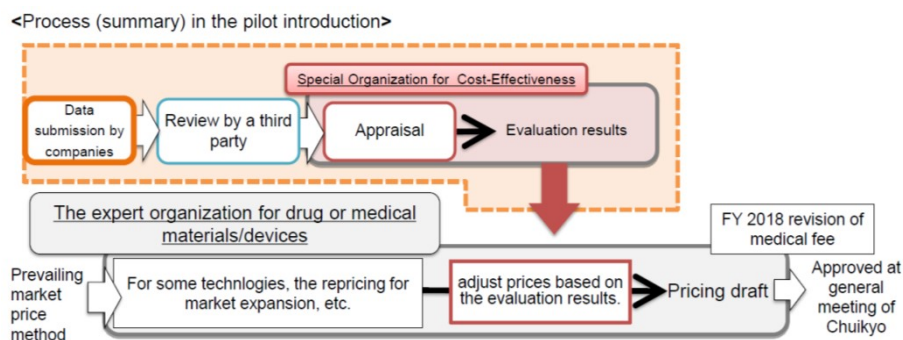 <Process (summary) in the pilot introduction>
Special Organization for Cost-Effectiveness
Data
submission by
companies
Review by a third
party
Appraisal
Evaluation results
The expert organization for drug or medical
materials/devices
FY 2018 revision of
medical fee
Prevailing
market
price
method
For some technologies, the repricing for
market expansion, etc.
adjust prices based on
the evaluation results.
Pricing draft
Approved at
general
meeting of
Chuikyo